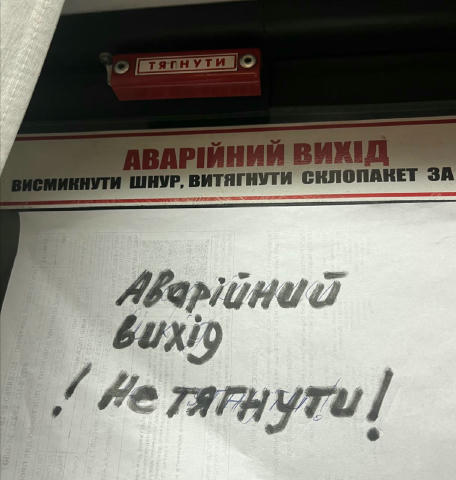 ТЯГНУТИ
АВАРІЙНИЙ ВИХІД
ВИСМИКНУТИ ШНУР, ВИТЯГНУТИ СКЛОПАКЕТ ЗА
Аварійний
вихід
! Не тягнути!